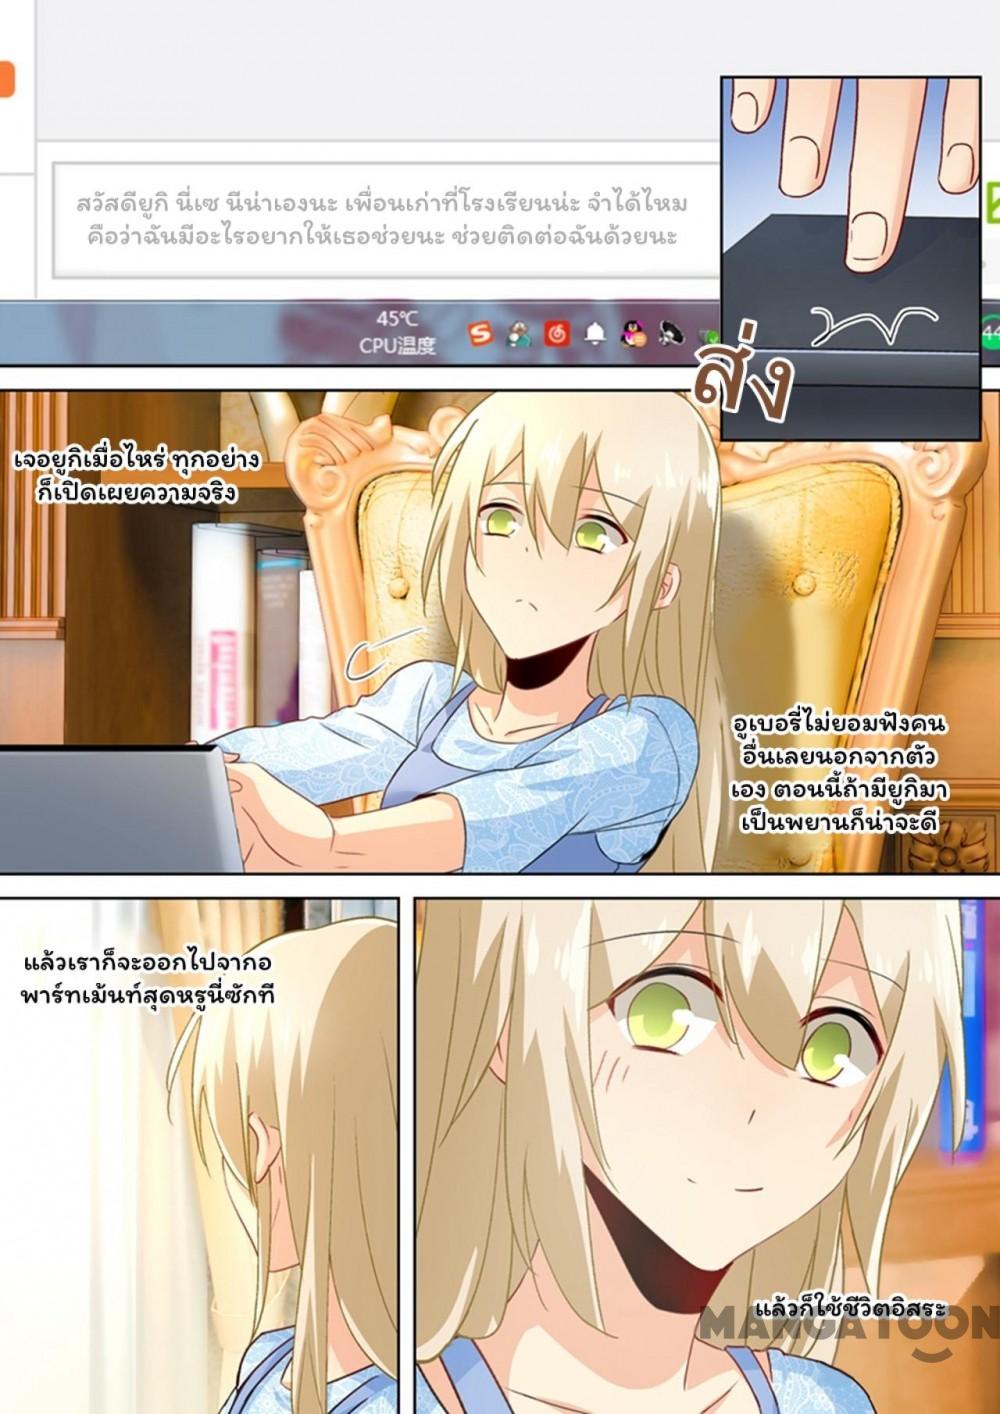 สวัสดียูกิ นี่เซ นีน่าเองนะ เพื่อนเก่าที่โรงเรียนน่ะ จำได้ไหม
คือว่าฉันมีอะไรอยากให้เธอช่วยนะ ช่วยติดต่อฉันด้วยนะ
45℃
CPU温度
44
ส่ง
เจอยูกิเมื่อไหร่ ทุกอย่าง
ก็เปิดเผยความจริง
อูเบอรี่ไม่ยอมฟังคน
อื่นเลยนอกจากตัว
เอง ตอนนี้ถ้ามียูกิมา
เป็นพยานก็น่าจะดี
แล้วเราก็จะออกไปจากอ
พาร์ทเม้นท์สุดหรูนี่ซักที
แล้วก็ใช้ชีวิตอิสระ
MANGATOON